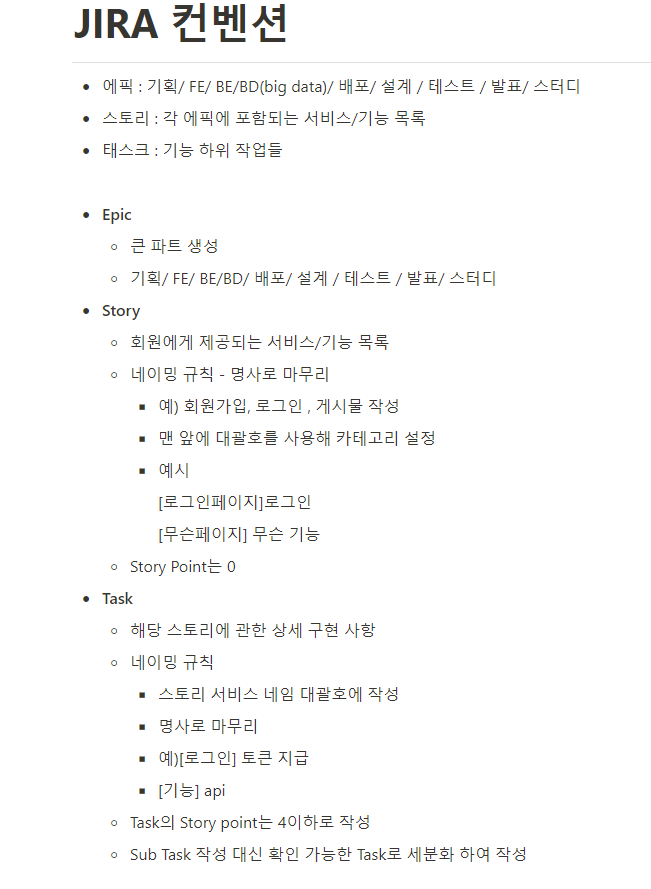 JIRA 컨벤션
에픽 : 기획/ FE/ BE/BD(big data)/ 배포/ 설계 / 테스트 / 발표/ 스터디
스토리 : 각 에픽에 포함되는 서비스/기능 목록
태스크 : 기능 하위 작업들
Epic
큰 파트 생성
기획/ FE/ BE/BD/ 배포/ 설계 / 테스트 / 발표/ 스터디
Story
회원에게 제공되는 서비스/기능 목록
네이밍 규칙 - 명사로 마무리
예) 회원가입, 로그인 , 게시물 작성
맨 앞에 대괄호를 사용해 카테고리 설정
예시
[로그인페이지]로그인
[무슨페이지] 무슨 기능
Story Point는 0
Task
해당 스토리에 관한 상세 구현 사항
네이밍 규칙
스토리 서비스 네임 대괄호에 작성
명사로 마무리
예)[로그인] 토큰 지급
[기능] api
Task의 Story point는 4이하로 작성
Sub Task 작성 대신 확인 가능한 Task로 세분화 하여 작성